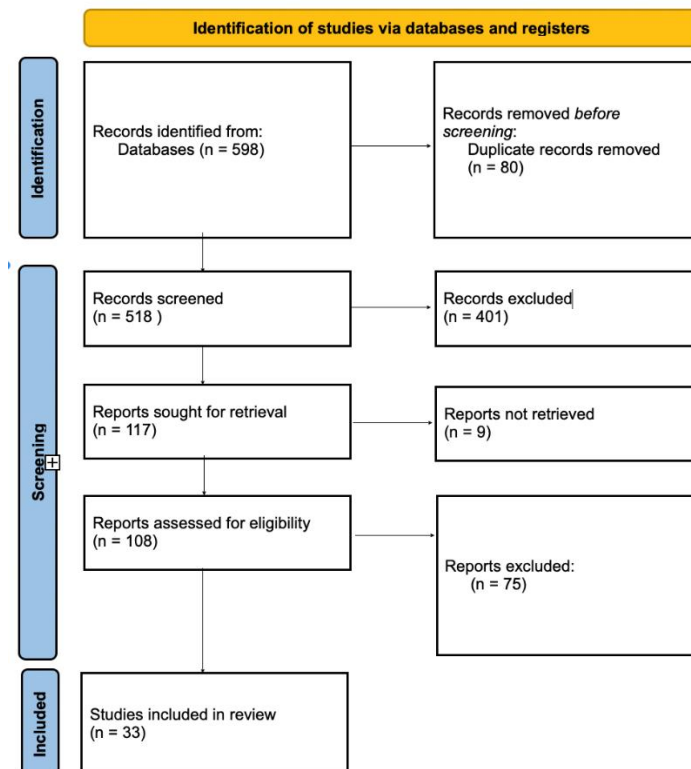 Identification of studies via databases and registers
Identification
Records identified from:
Databases (n = 598)
Records removed before
screening:
Duplicate records removed
(n = 80)
Screening
Records screened
(n = 518 )
Records excluded
(n = 401)
Reports sought for retrieval
(n = 117)
Reports not retrieved
(n = 9)
Reports assessed for eligibility
(n = 108)
Reports excluded:
(n = 75)
Included
Studies included in review
(n = 33)